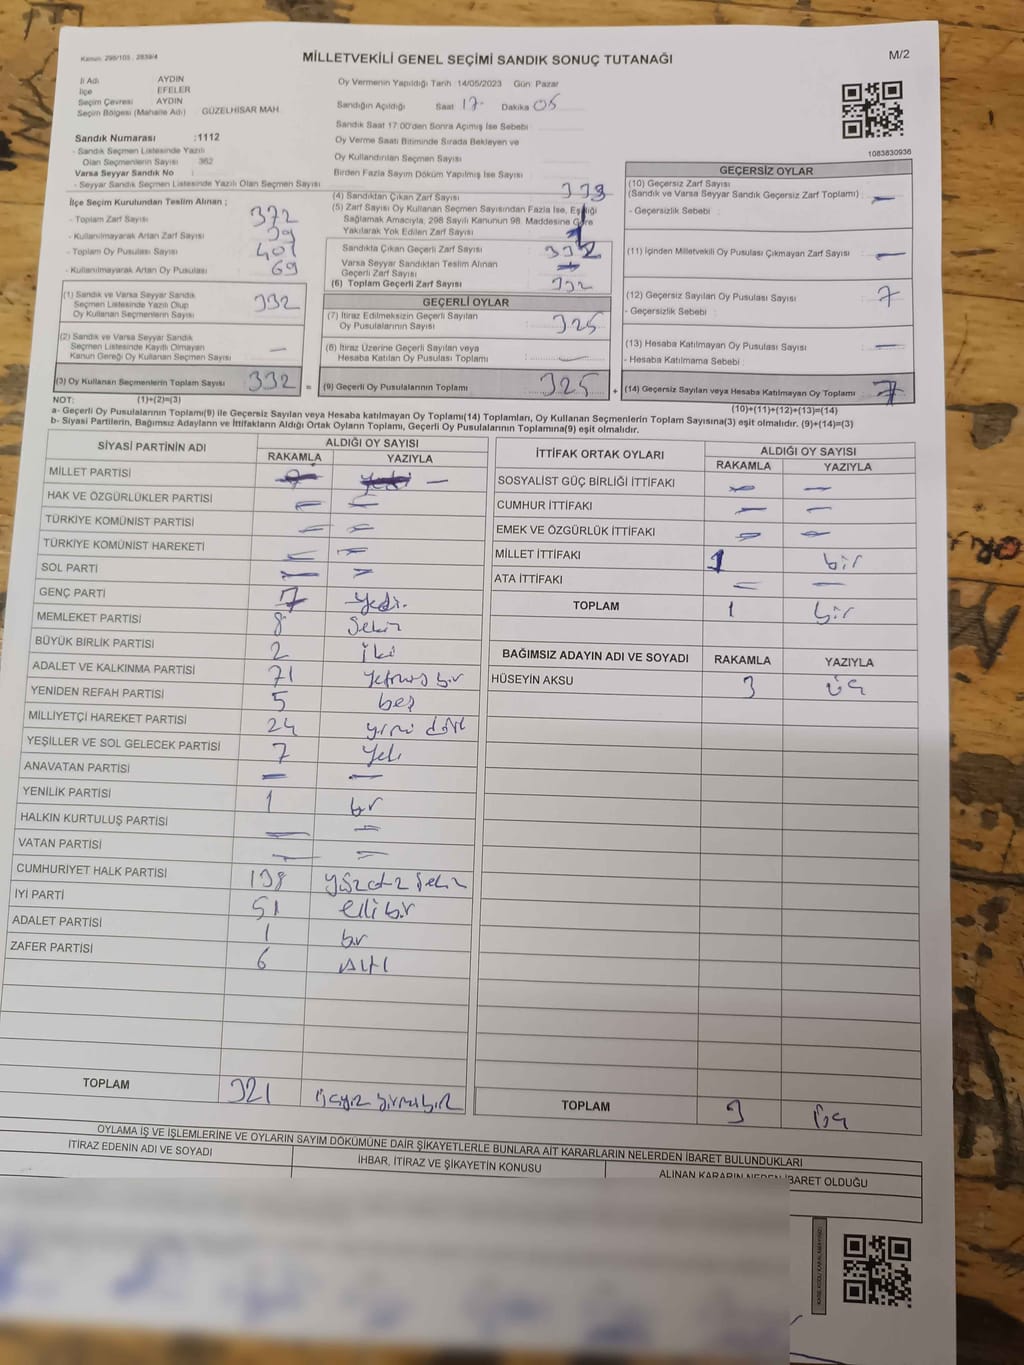 Kanun: 298/103 , 2839/4
MİLLETVEKİLİ GENEL SEÇİMİ SANDIK SONUÇ TUTANAĞI
M/2
İl Adı AYDIN
İlçe EFELER
Seçim Çevresi AYDIN
Seçim Bölgesi (Mahalle Adı) GÜZELHİSAR MAH.
Sandık Numarası :1112
- Sandık Seçmen Listesinde Yazılı
Olan Seçmenlerin Sayısı 362
Varsa Seyyar Sandık No :
- Seyyar Sandık Seçmen Listesinde Yazılı Olan Seçmen Sayısı
Oy Vermenin Yapıldığı Tarih 14/05/2023 Gün Pazar
Sandığın Açıldığı Saat 17 Dakika 05
Sandık Saat 17:00'den Sonra Açılmış İse Sebebi
Oy Verme Saati Bitiminde Sırada Bekleyen ve
Oy Kullandırılan Seçmen Sayısı
Birden Fazla Sayım Döküm Yapılmış İse Sayısı
1083830936
İlçe Seçim Kurulundan Teslim Alınan ;
- Toplam Zarf Sayısı 372
- Kullanılmayarak Artan Zarf Sayısı 39
- Toplam Oy Pusulası Sayısı 401
- Kullanılmayarak Artan Oy Pusulası 69
(1) Sandık ve Varsa Seyyar Sandık
Seçmen Listesinde Yazılı Olup
Oy Kullanan Seçmenlerin Sayısı 332
(2) Sandık ve Varsa Seyyar Sandık
Seçmen Listesinde Kayıtlı Olmayan
Kanun Gereği Oy Kullanan Seçmen Sayısı —
(3) Oy Kullanan Seçmenlerin Toplam Sayısı 332 =
(4) Sandıktan Çıkan Zarf Sayısı 333
(5) Zarf Sayısı Oy Kullanan Seçmen Sayısından Fazla İse, Eşitliği
Sağlamak Amacıyla, 298 Sayılı Kanunun 98. Maddesine Göre
Yakılarak Yok Edilen Zarf Sayısı 1
Sandıkta Çıkan Geçerli Zarf Sayısı 332
Varsa Seyyar Sandıktan Teslim Alınan
Geçerli Zarf Sayısı —
(6) Toplam Geçerli Zarf Sayısı 332
GEÇERLİ OYLAR
(7) İtiraz Edilmeksizin Geçerli Sayılan
Oy Pusulalarının Sayısı 325
(8) İtiraz Üzerine Geçerli Sayılan veya
Hesaba Katılan Oy Pusulası Toplamı —
(9) Geçerli Oy Pusulalarının Toplamı 325 +
GEÇERSİZ OYLAR
(10) Geçersiz Zarf Sayısı
(Sandık ve Varsa Seyyar Sandık Geçersiz Zarf Toplamı) : —
- Geçersizlik Sebebi :
(11) İçinden Milletvekili Oy Pusulası Çıkmayan Zarf Sayısı —
(12) Geçersiz Sayılan Oy Pusulası Sayısı 7
- Geçersizlik Sebebi :
(13) Hesaba Katılmayan Oy Pusulası Sayısı —
- Hesaba Katılmama Sebebi :
(14) Geçersiz Sayılan veya Hesaba Katılmayan Oy Toplamı 7
NOT: (1)+(2)=(3)
(10)+(11)+(12)+(13)=(14)
a- Geçerli Oy Pusulalarının Toplamı(9) ile Geçersiz Sayılan veya Hesaba katılmayan Oy Toplamı(14) Toplamları, Oy Kullanan Seçmenlerin Toplam Sayısına(3) eşit olmalıdır. (9)+(14)=(3)
b- Siyasi Partilerin, Bağımsız Adayların ve İttifakların Aldığı Ortak Oyların Toplamı, Geçerli Oy Pusulalarının Toplamına(9) eşit olmalıdır.
SİYASİ PARTİNİN ADI ALDIĞI OY SAYISI
RAKAMLA YAZIYLA
MİLLET PARTİSİ —
HAK VE ÖZGÜRLÜKLER PARTİSİ — —
TÜRKİYE KOMÜNİST PARTİSİ — —
TÜRKİYE KOMÜNİST HAREKETİ — —
SOL PARTİ — —
GENÇ PARTİ 7 Yedi.
MEMLEKET PARTİSİ 8 Sekiz
BÜYÜK BİRLİK PARTİSİ 2 İki
ADALET VE KALKINMA PARTİSİ 71 Yetmiş bir
YENİDEN REFAH PARTİSİ 5 beş
MİLLİYETÇİ HAREKET PARTİSİ 24 yirmi dört
YEŞİLLER VE SOL GELECEK PARTİSİ 7 Yedi
ANAVATAN PARTİSİ — —
YENİLİK PARTİSİ 1 bir
HALKIN KURTULUŞ PARTİSİ — —
VATAN PARTİSİ — —
CUMHURİYET HALK PARTİSİ 138 yüzotuz sekiz
İYİ PARTİ 51 elli bir
ADALET PARTİSİ 1 bir
ZAFER PARTİSİ 6 Altı
TOPLAM 321 üçyüz yirmi bir
İTTİFAK ORTAK OYLARI ALDIĞI OY SAYISI
RAKAMLA YAZIYLA
SOSYALİST GÜÇ BİRLİĞİ İTTİFAKI — —
CUMHUR İTTİFAKI — —
EMEK VE ÖZGÜRLÜK İTTİFAKI — —
MİLLET İTTİFAKI 1 bir
ATA İTTİFAKI — —
TOPLAM 1 bir
BAĞIMSIZ ADAYIN ADI VE SOYADI RAKAMLA YAZIYLA
HÜSEYİN AKSU 3 üç
TOPLAM 3 üç
OYLAMA İŞ VE İŞLEMLERİNE VE OYLARIN SAYIM DÖKÜMÜNE DAİR ŞİKAYETLERLE BUNLARA AİT KARARLARIN NELERDEN İBARET BULUNDUKLARI
İTİRAZ EDENİN ADI VE SOYADI İHBAR, İTİRAZ VE ŞİKAYETİN KONUSU ALINAN KARARIN NEDEN İBARET OLDUĞU